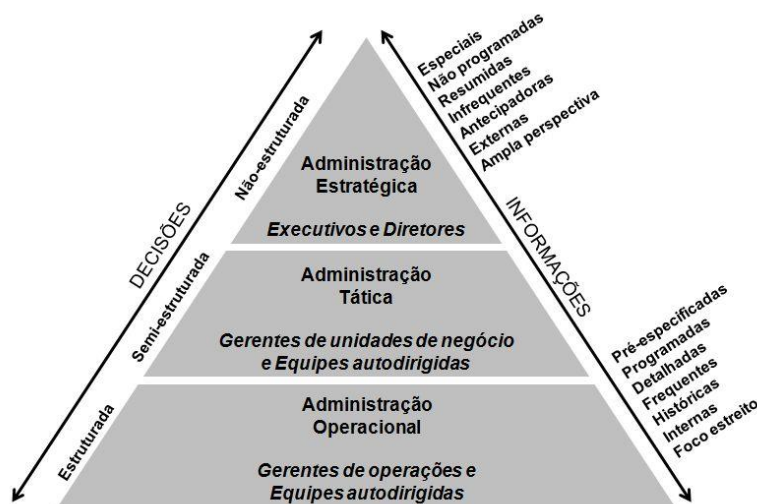 Especiais
Não programadas
Resumidas
Infrequentes
Antecipadoras
Externas
Ampla perspectiva
DECISÕES
Não-estruturada
Semi-estruturada
Estruturada
Administração
Estratégica
Executivos e Diretores
Administração
Tática
Gerentes de unidades de negócio
e Equipes autodirigidas
Administração
Operacional
Gerentes de operações e
Equipes autodirigidas
INFORMAÇÕES
Pré-especificadas
Programadas
Detalhadas
Frequentes
Históricas
Internas
Foco estreito